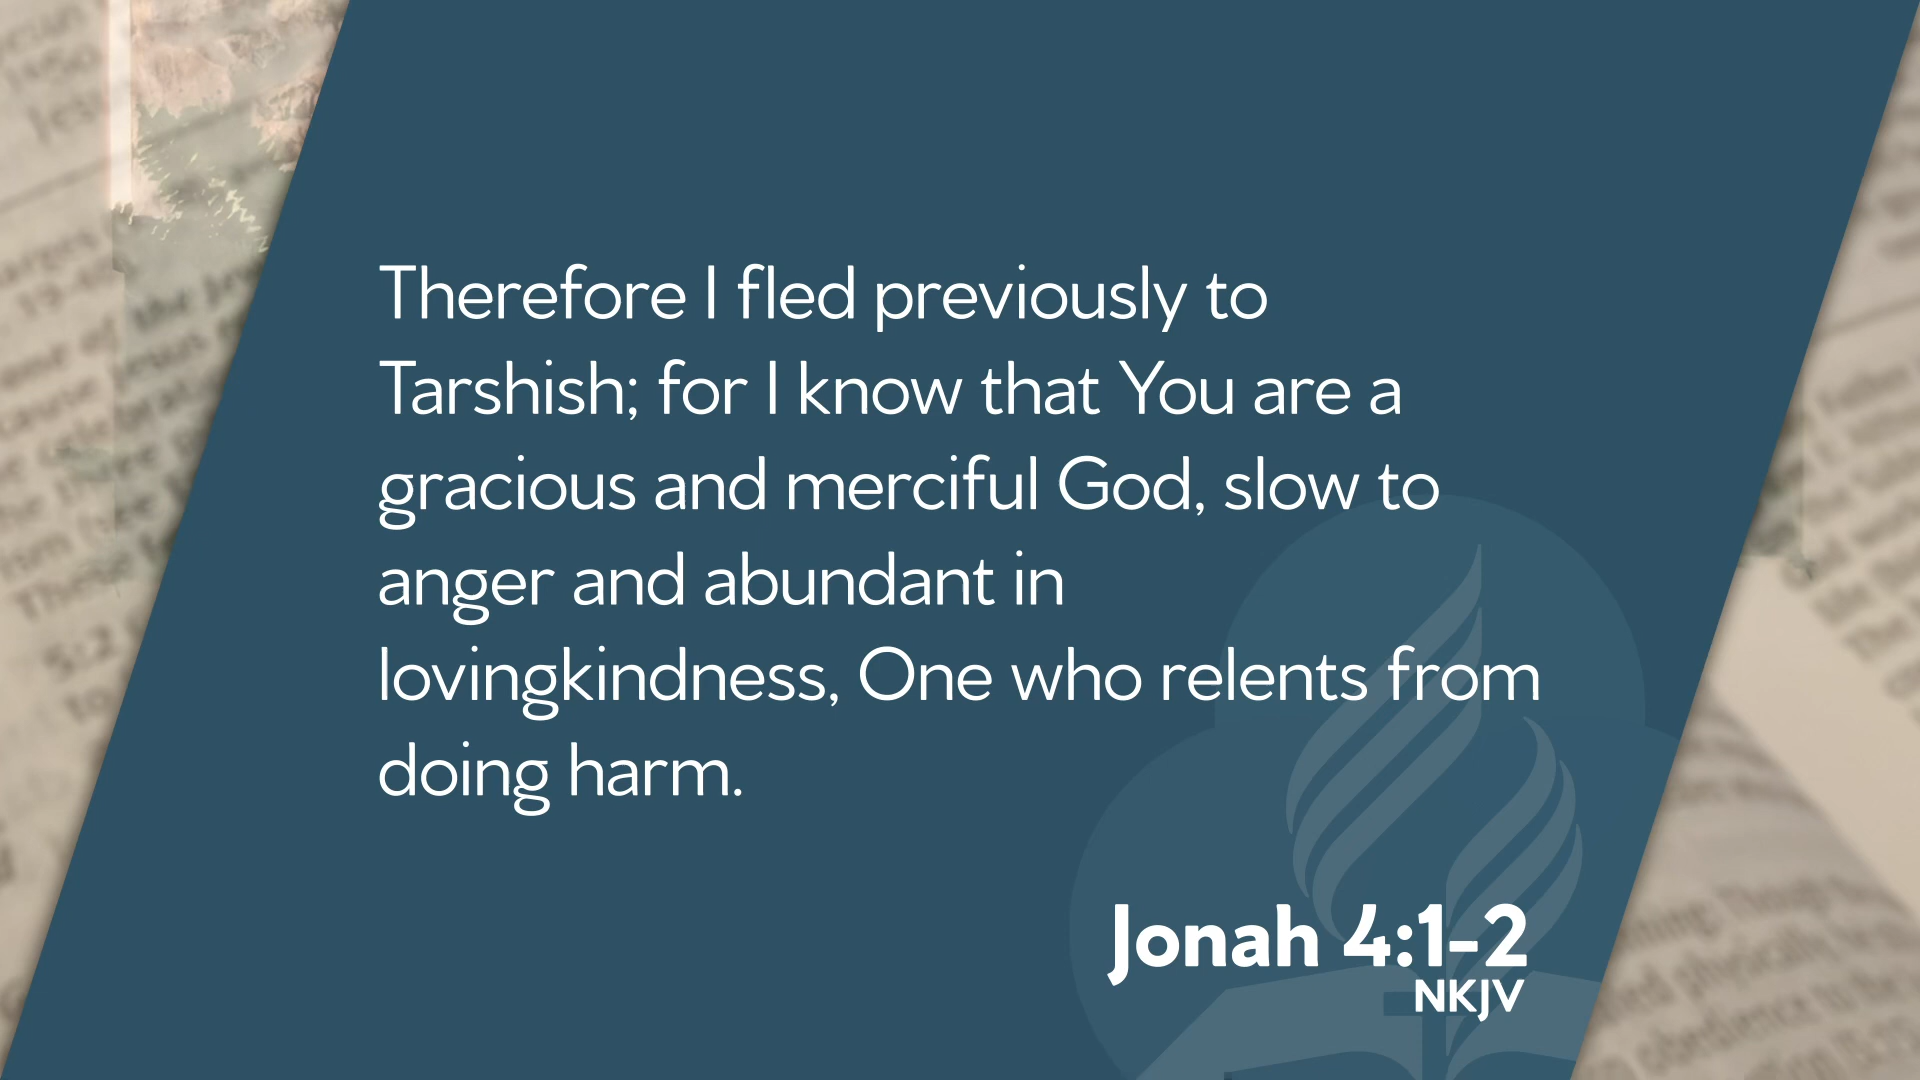 Therefore I fled previously to
Tarshish; for I know that You are a
gracious and merciful God, slow to
anger and abundant in
lovingkindness, One who relents from
doing harm.
Jonah 4:1-2
NKJV